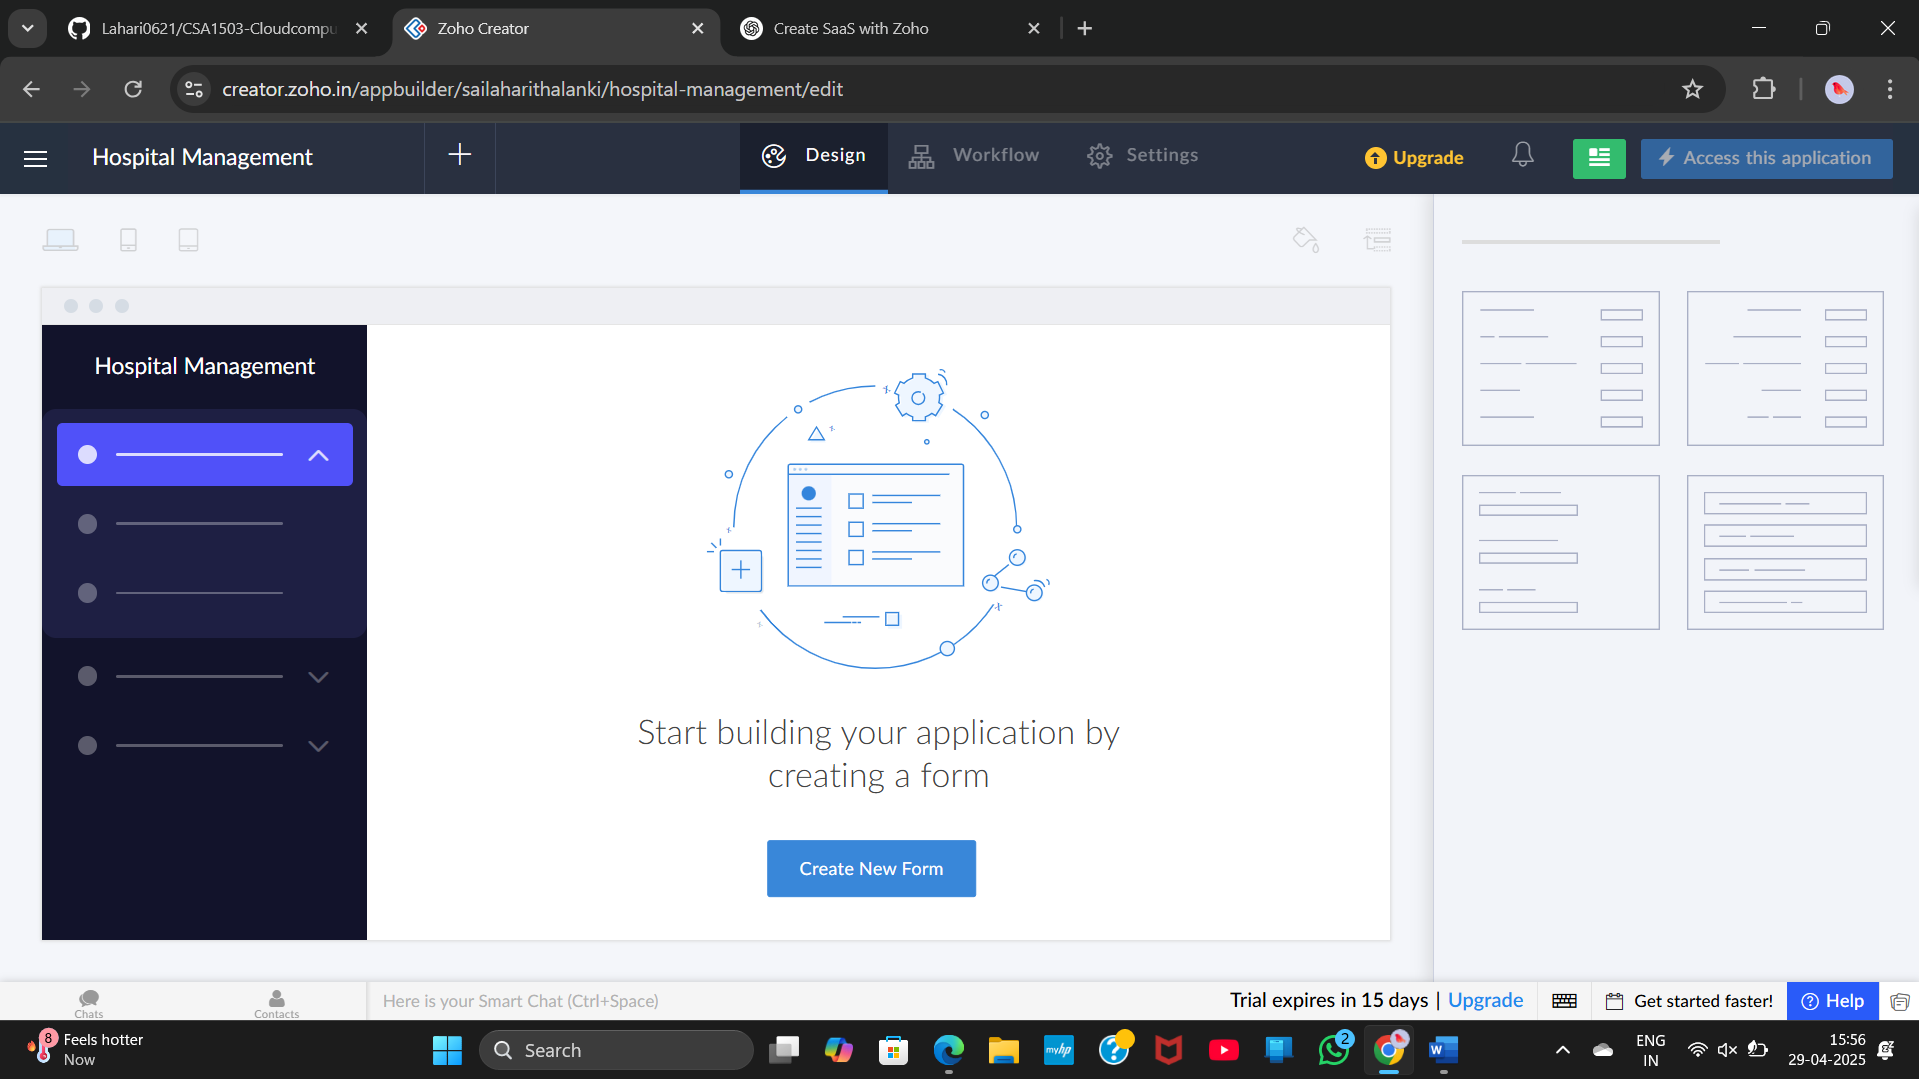 Lahari0621/CSA1503-Cloudcompu
Zoho Creator
Create SaaS with Zoho
creator.zoho.in/appbuilder/sailaharithalanki/hospital-management/edit
Hospital Management
Design
Workflow
Settings
Upgrade
Access this application
Hospital Management
Start building your application by
creating a form
Create New Form
Chats
Contacts
Here is your Smart Chat (Ctrl+Space)
Trial expires in 15 days | Upgrade
Get started faster!
Help
8
Feels hotter
Now
Search
myhp
2
W
ENG
IN
15:56
29-04-2025